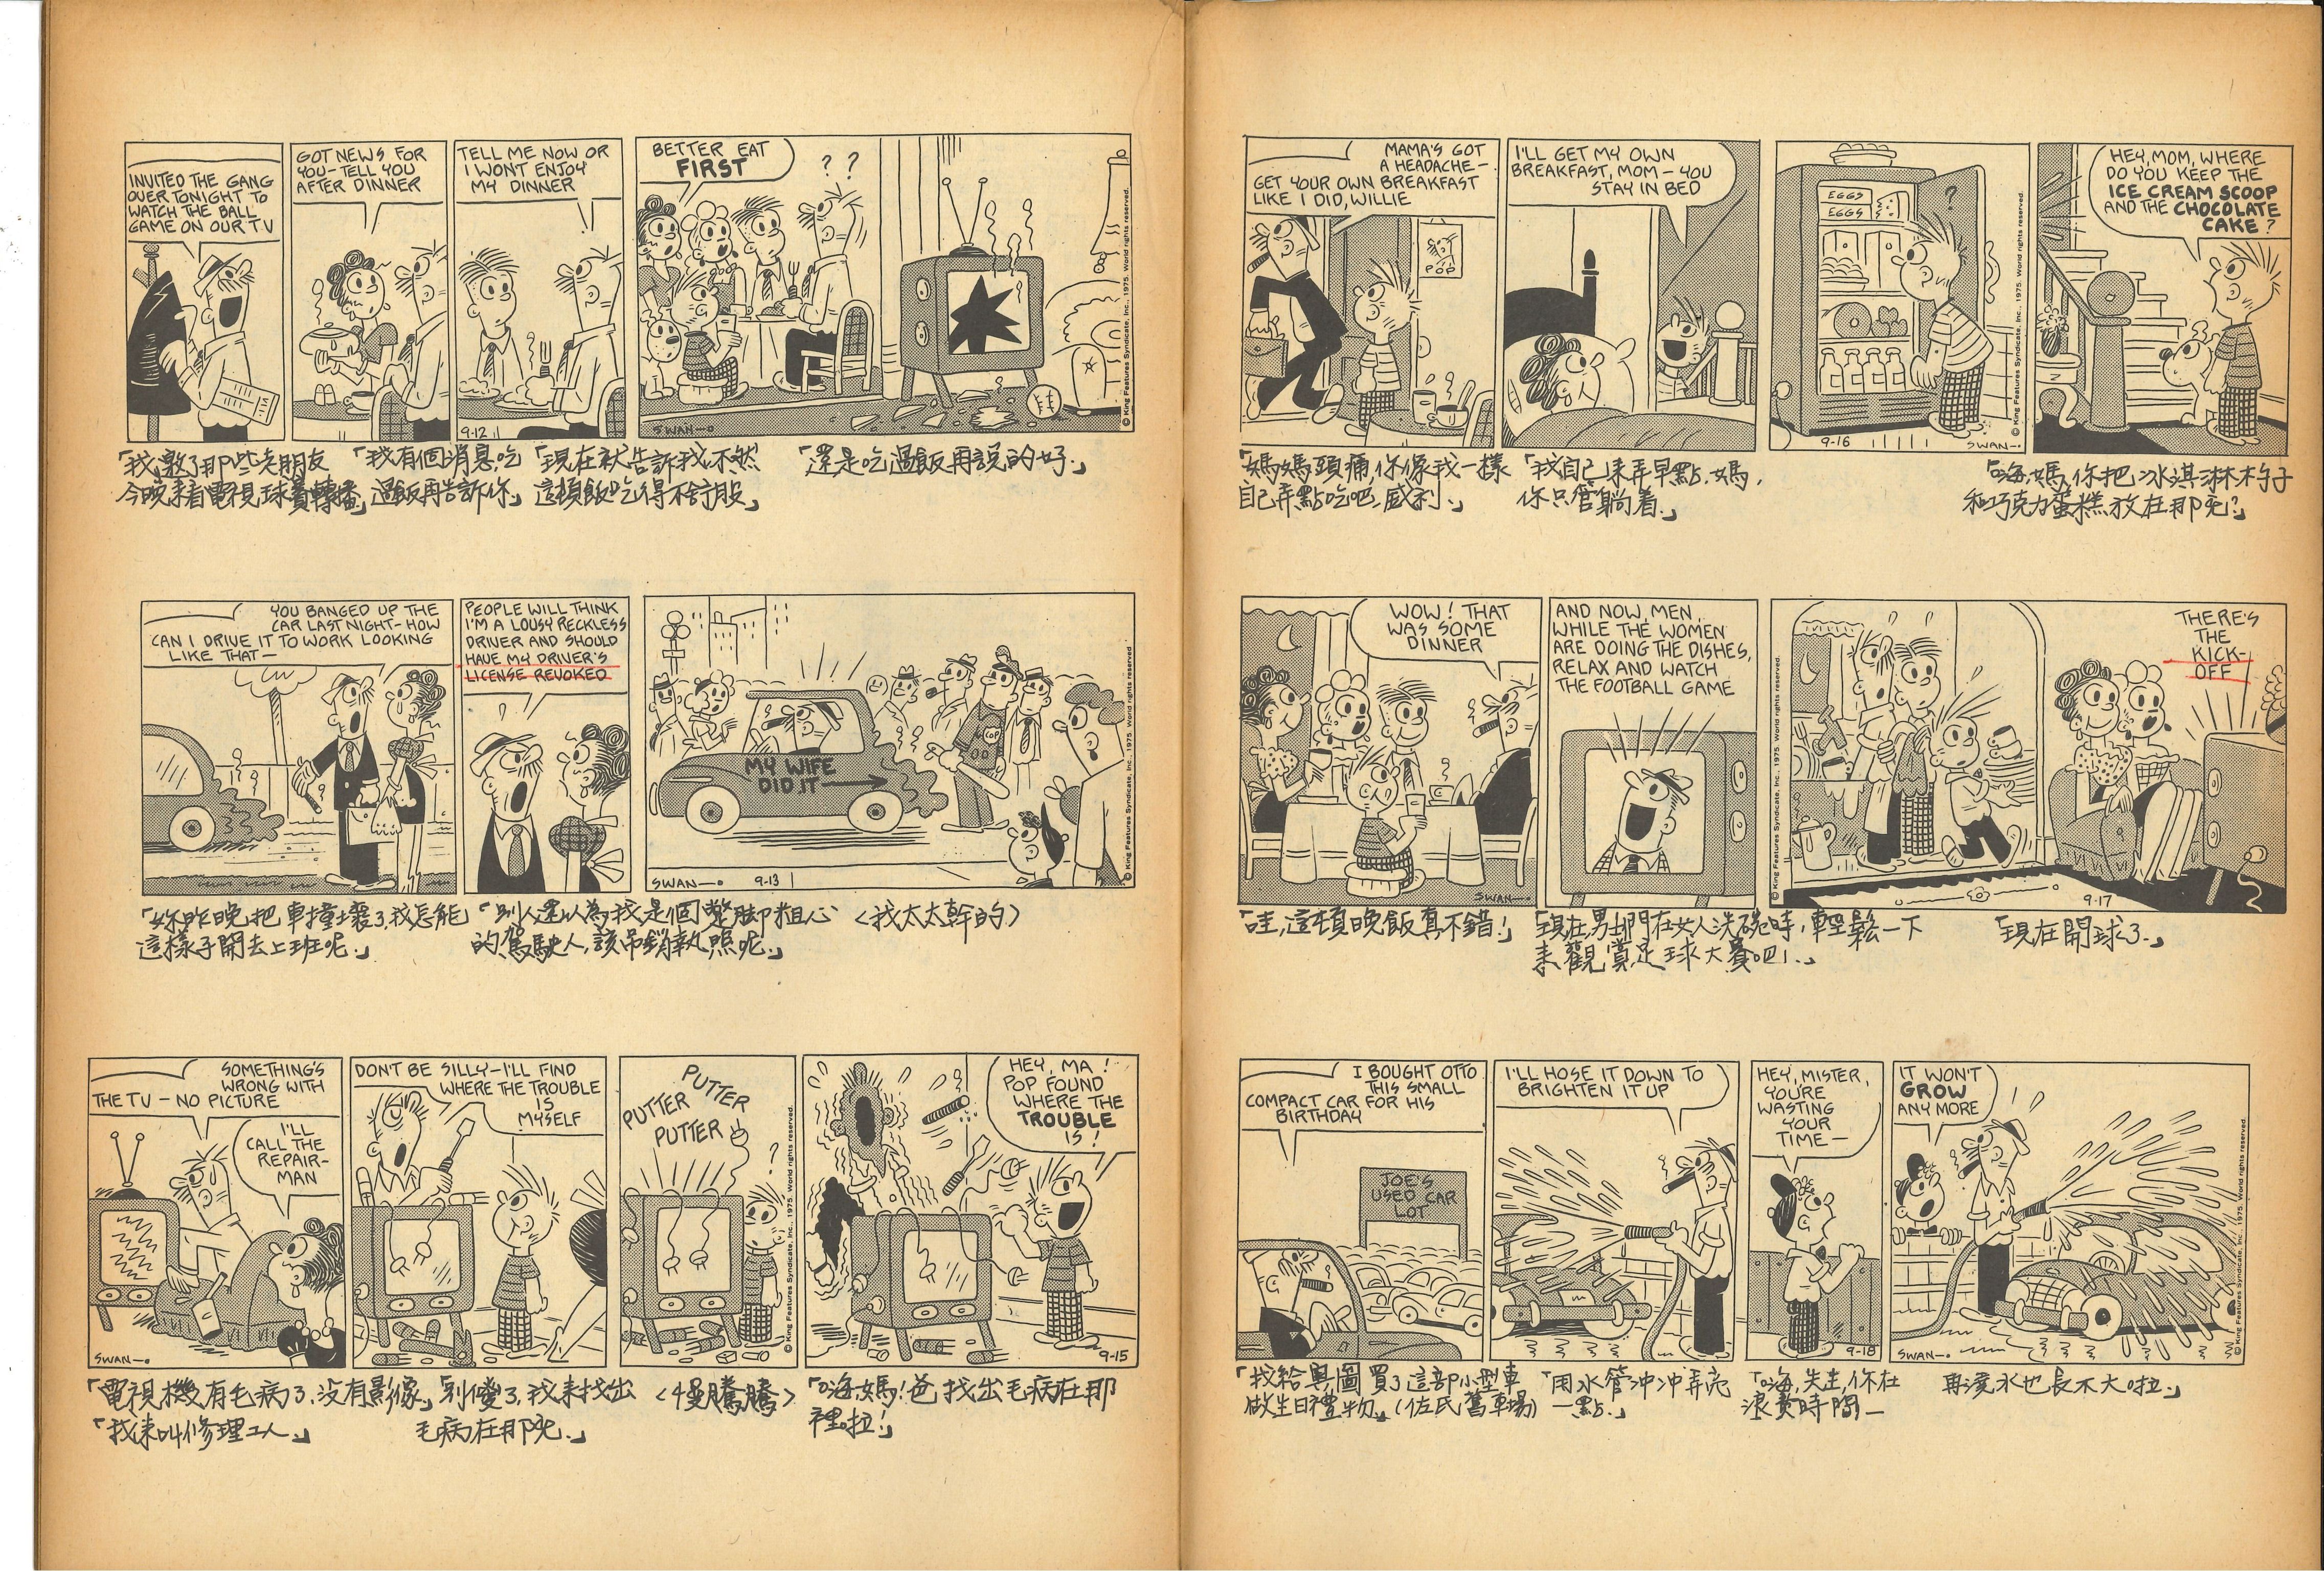 INVITED THE GANG
OVER TONIGHT TO
WATCH THE BALL
GAME ON OUR TV
GOT NEWS FOR
YOU-TELL YOU
AFTER DINNER
TELL ME NOW OR
I WON'T ENJOY
MY DINNER
9-12
BETTER EAT
FIRST
? ?
SWAN
© King Features Syndicate, Inc., 1975. World rights reserved.
「我邀了那些老朋友
今晚來看電視球賽轉播」
「我有個消息,吃
過飯再告訴你」
「現在就告訴我,不然
這頓飯吃得不舒服」
「還是吃過飯再說的好.」
YOU BANGED UP THE
CAR LAST NIGHT-HOW
CAN I DRIVE IT TO WORK LOOKING
LIKE THAT—
PEOPLE WILL THINK
I'M A LOUSY RECKLESS
DRIVER AND SHOULD
HAVE MY DRIVER'S
LICENSE REVOKED
MY WIFE
DID IT
COP
SWAN
9-13
© King Features Syndicate, Inc., 1975. World rights reserved
「妳昨晚把車撞壞了,我怎能
這樣子開去上班呢.」
「別人還以為我是個蹩脚粗心
的駕駛人,該吊銷執照呢.」
〈我太太幹的〉
SOMETHING'S
WRONG WITH
THE TV — NO PICTURE
I'LL
CALL THE
REPAIR-
MAN
SWAN
DON'T BE SILLY-I'LL FIND
WHERE THE TROUBLE
IS
MYSELF
PUTTER
PUTTER
PUTTER
?
© King Features Syndicate, Inc., 1975. World rights reserved.
HEY, MA!
POP FOUND
WHERE THE
TROUBLE
IS!
9-15
「電視機有毛病了,没有影像」
「我來叫修理工人.」
「別傻了,我來找出
毛病在那兒.」
〈慢騰騰〉
「嗨,媽!爸找出毛病在那
裡啦!」
MAMA'S GOT
A HEADACHE—
GET YOUR OWN BREAKFAST
LIKE I DID, WILLIE
POP
I'LL GET MY OWN
BREAKFAST, MOM — YOU
STAY IN BED
EGGS
EGGS
?
9-16
SWAN
© King Features Syndicate, Inc., 1975. World rights reserved.
HEY, MOM, WHERE
DO YOU KEEP THE
ICE CREAM SCOOP
AND THE CHOCOLATE
CAKE?
「媽媽頭痛,你像我一樣
自己弄點吃吧,威利.」
「我自己來弄早點.媽,
你只管躺着.」
「嗨,媽,你把冰淇淋杓子
和巧克力蛋糕放在那兒?」
WOW! THAT
WAS SOME
DINNER
SWAN
AND NOW, MEN,
WHILE THE WOMEN
ARE DOING THE DISHES,
RELAX AND WATCH
THE FOOTBALL GAME
THERE'S
THE
KICK-
OFF
9-17
© King Features Syndicate, Inc., 1975. World rights reserved.
「哇,這頓晚飯真不錯!」
「現在,男士們在女人洗碗時,輕鬆一下
來觀賞足球大賽吧!.」
「現在開球了.」
I BOUGHT OTTO
THIS SMALL
COMPACT CAR FOR HIS
BIRTHDAY
JOE'S
USED CAR
LOT
I'LL HOSE IT DOWN TO
BRIGHTEN IT UP
HEY, MISTER,
YOU'RE
WASTING
YOUR
TIME—
9-18
IT WON'T
GROW
ANY MORE
SWAN
© King Features Syndicate, Inc., 1975. World rights reserved.
「我給奧圖買了這部小型車
做生日禮物」(佐氏舊車場)
「用水管冲冲弄亮
一點.」
「嗨,先生,你在
浪費時間—
再澆水也長不大啦.」